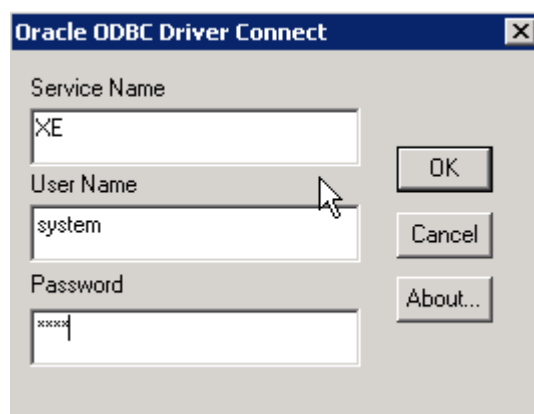 Oracle ODBC Driver Connect
Service Name
XE
User Name
system
Password
****
OK
Cancel
About...